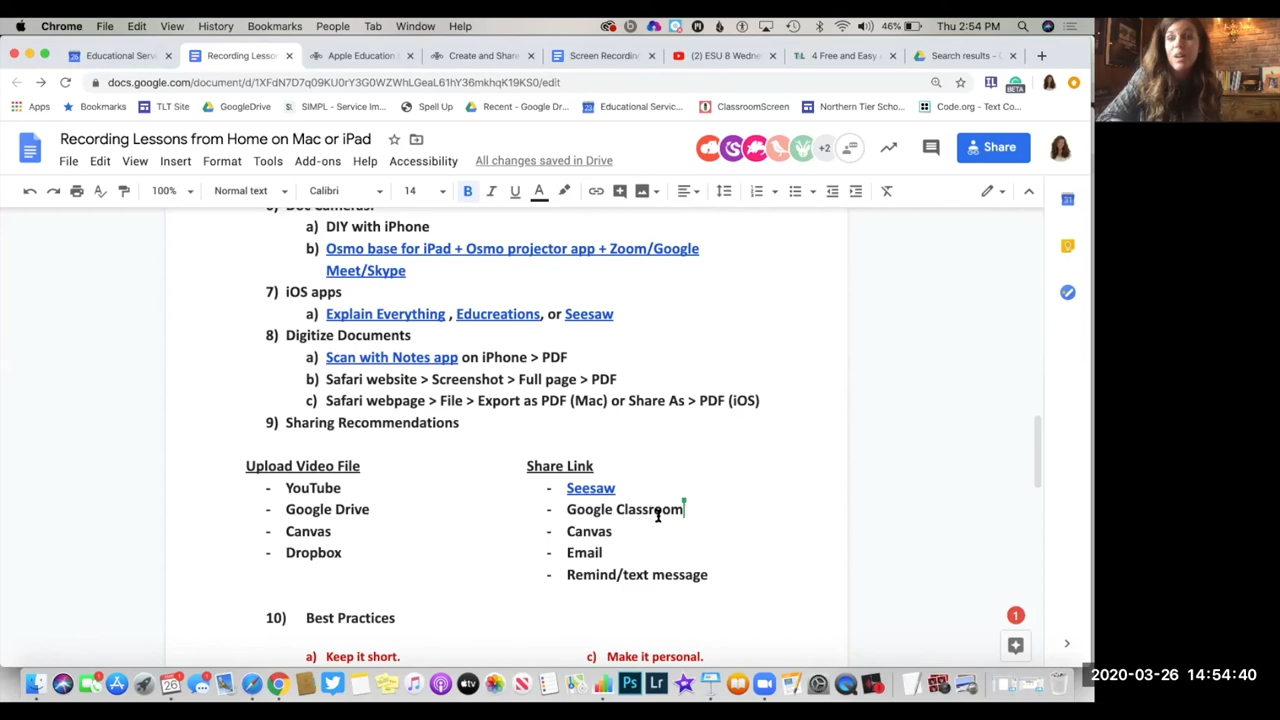 Chrome File Edit View History Bookmarks People Tab Window Help 46% Thu 2:54 PM
Educational Serv Recording Lesson Apple Education Create and Share Screen Recording (2) ESU 8 Wedne 4 Free and Easy Search results -
docs.google.com/document/d/1XFdN7D7q09KU0rY3G0WZWhLGeaL61hY36mkhqK19KS0/edit
BETA
Apps Bookmarks TLT Site GoogleDrive SIMPL - Service Im... Spell Up Recent - Google Dr... Educational Servic... ClassroomScreen Northern Tier Scho... Code.org - Text Co...
Recording Lessons from Home on Mac or iPad
+2
Share
File Edit View Insert Format Tools Add-ons Help Accessibility All changes saved in Drive
100% Normal text Calibri 14 B I U A
a) DIY with iPhone
b) Osmo base for iPad + Osmo projector app + Zoom/Google
Meet/Skype
7) iOS apps
a) Explain Everything , Educreations, or Seesaw
8) Digitize Documents
a) Scan with Notes app on iPhone > PDF
b) Safari website > Screenshot > Full page > PDF
c) Safari webpage > File > Export as PDF (Mac) or Share As > PDF (iOS)
9) Sharing Recommendations
Upload Video File Share Link
- YouTube - Seesaw
- Google Drive - Google Classroom
- Canvas - Canvas
- Dropbox - Email
- Remind/text message
10) Best Practices
1
a) Keep it short. c) Make it personal.
2020-03-26 14:54:40